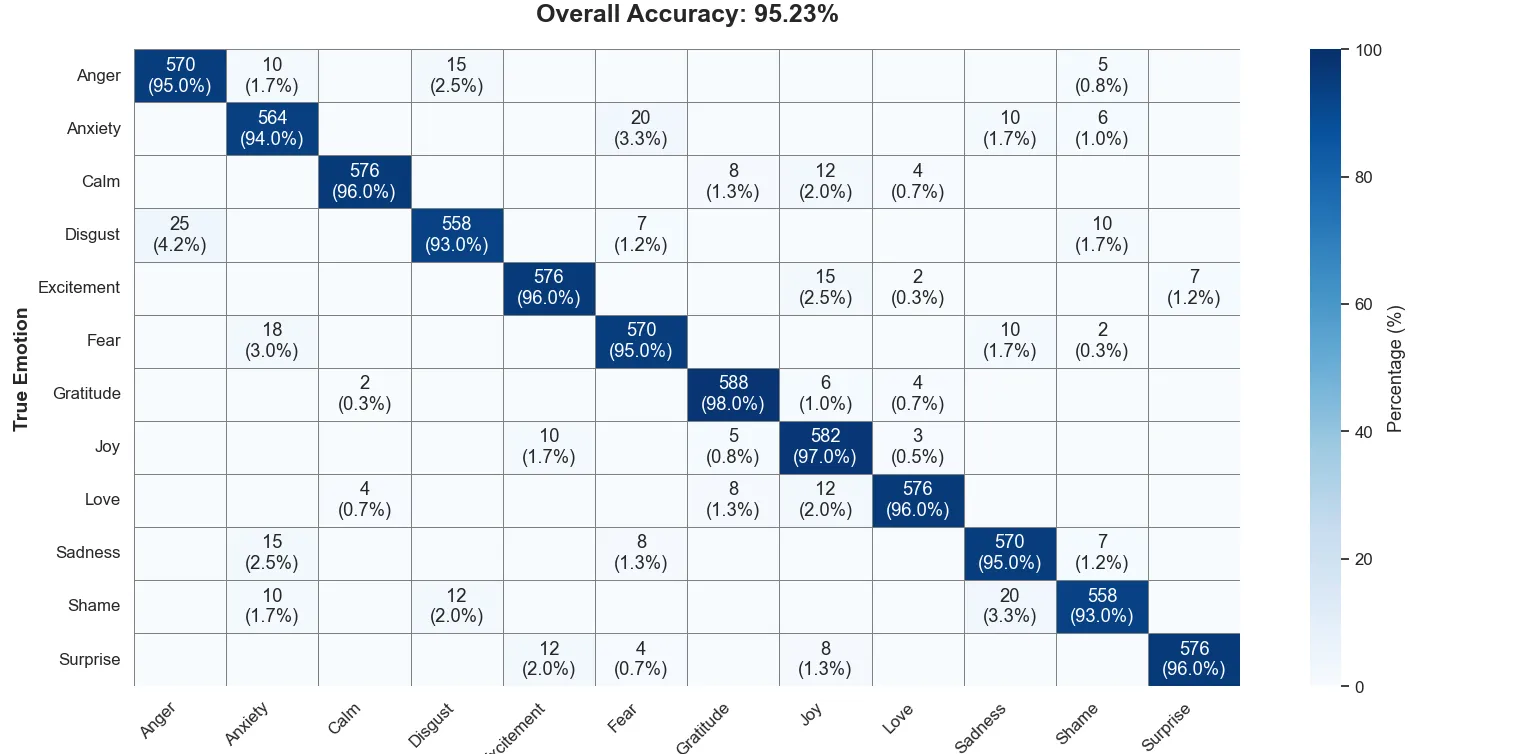 Overall Accuracy: 95.23%
Anger 570 10 15 5
(95.0%) (1.7%) (2.5%) (0.8%)
Anxiety 564 20 10 6
(94.0%) (3.3%) (1.7%) (1.0%)
Calm 576 8 12 4
(96.0%) (1.3%) (2.0%) (0.7%)
Disgust 25 558 7 10
(4.2%) (93.0%) (1.2%) (1.7%)
Excitement 576 15 2 7
(96.0%) (2.5%) (0.3%) (1.2%)
Fear 18 570 10 2
(3.0%) (95.0%) (1.7%) (0.3%)
Gratitude 2 588 6 4
(0.3%) (98.0%) (1.0%) (0.7%)
Joy 10 5 582 3
(1.7%) (0.8%) (97.0%) (0.5%)
Love 4 8 12 576
(0.7%) (1.3%) (2.0%) (96.0%)
Sadness 15 8 570 7
(2.5%) (1.3%) (95.0%) (1.2%)
Shame 10 12 20 558
(1.7%) (2.0%) (3.3%) (93.0%)
Surprise 12 4 8 576
(2.0%) (0.7%) (1.3%) (96.0%)
True Emotion
Anger Anxiety Calm Disgust xcitement Fear Gratitude Joy Love Sadness Shame Surprise
100
80
60
40
20
0
Percentage (%)